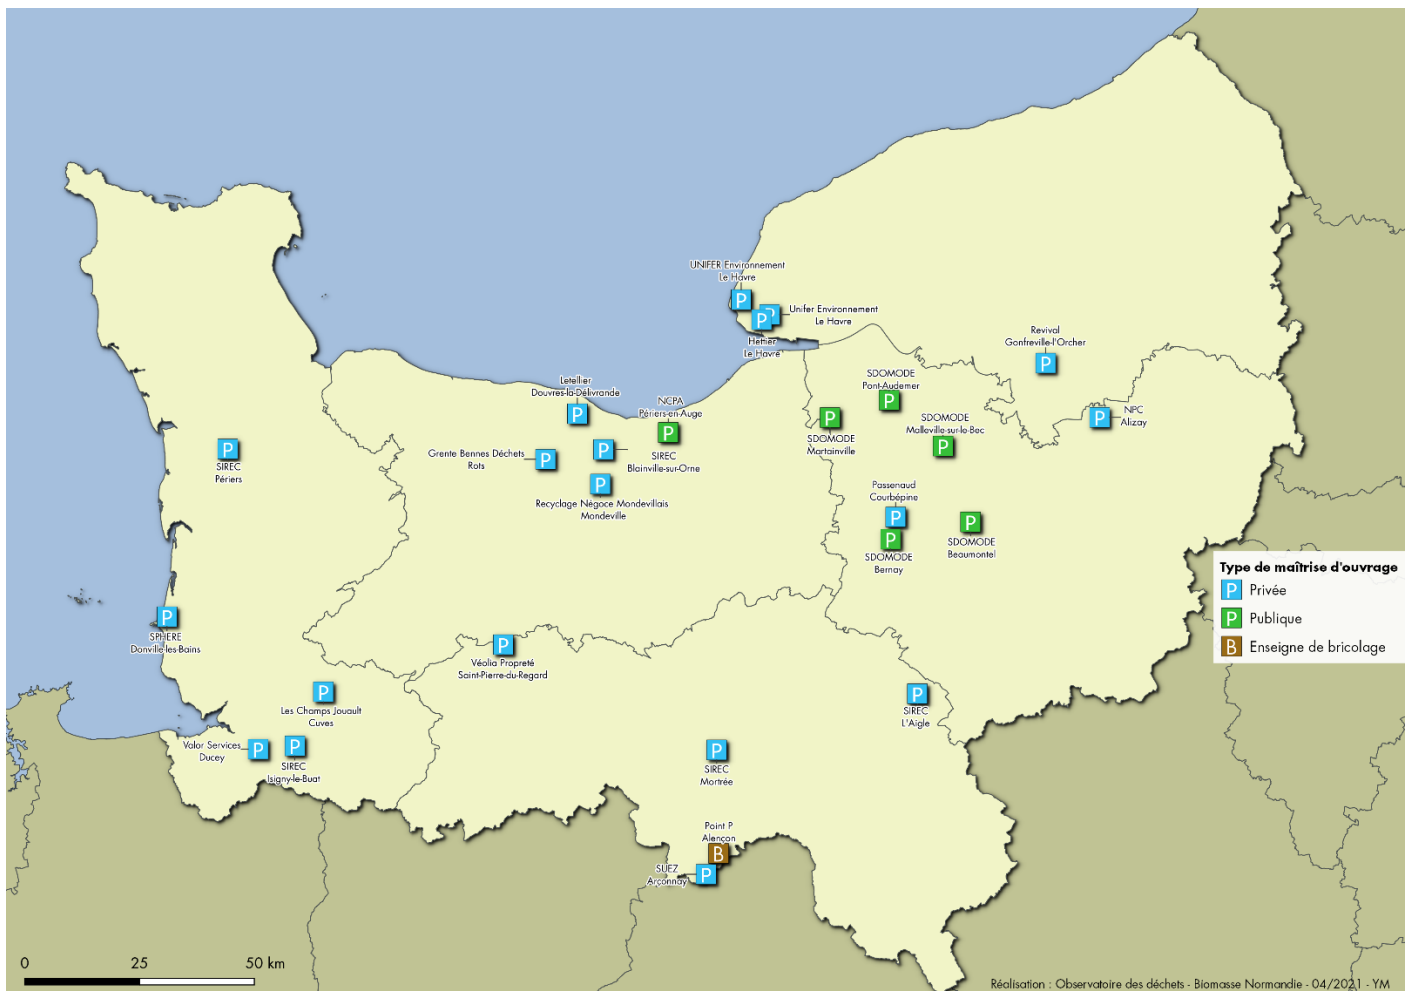 UNIFER Environnement
Le Havre
P
P
P
Unifer Environnement
Le Havre
Hettier
Le Havre
Revival
Gonfreville-l'Orcher
P
SDOMODE
Pont-Audemer
P
NPC
Alizay
P
Letellier
Douvres-la-Délivrande
P
NCPA
Périers-en-Auge
P
SDOMODE
Malleville-sur-le-Bec
P
P
SDOMODE
Martainville
P
SIREC
Périers
Grente Bennes Déchets
Rots
P
P
SIREC
Blainville-sur-Orne
P
Recyclage Négoce Mondevillais
Mondeville
Passenaud
Courbépine
P
P
SDOMODE
Bernay
P
SDOMODE
Beaumontel
Type de maîtrise d'ouvrage
P Privée
P Publique
B Enseigne de bricolage
P
SPHERE
Donville-les-Bains
P
Véolia Propreté
Saint-Pierre-du-Regard
P
Les Champs Jouault
Cuves
P
SIREC
L'Aigle
Valor Services
Ducey
P
P
SIREC
Isigny-le-Buat
P
SIREC
Mortrée
Point P
Alençon
B
SUEZ
Arçonnay
P
0 25 50 km
Réalisation : Observatoire des déchets - Biomasse Normandie - 04/2021 - YM